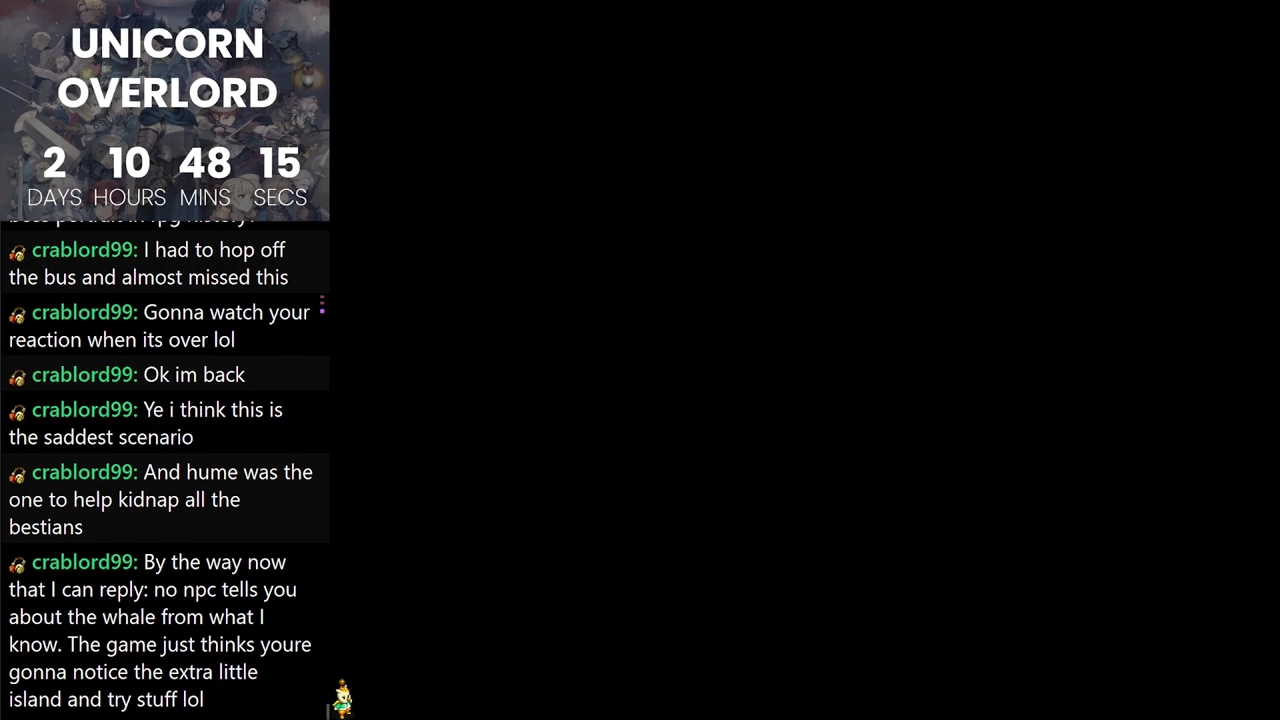 UNICORN
OVERLORD
2 10 48 15
DAYS HOURS MINS SECS
crablord99: I had to hop off
the bus and almost missed this
crablord99: Gonna watch your
reaction when its over lol
crablord99: Ok im back
crablord99: Ye i think this is
the saddest scenario
crablord99: And hume was the
one to help kidnap all the
bestians
crablord99: By the way now
that I can reply: no npc tells you
about the whale from what I
know. The game just thinks youre
gonna notice the extra little
island and try stuff lol